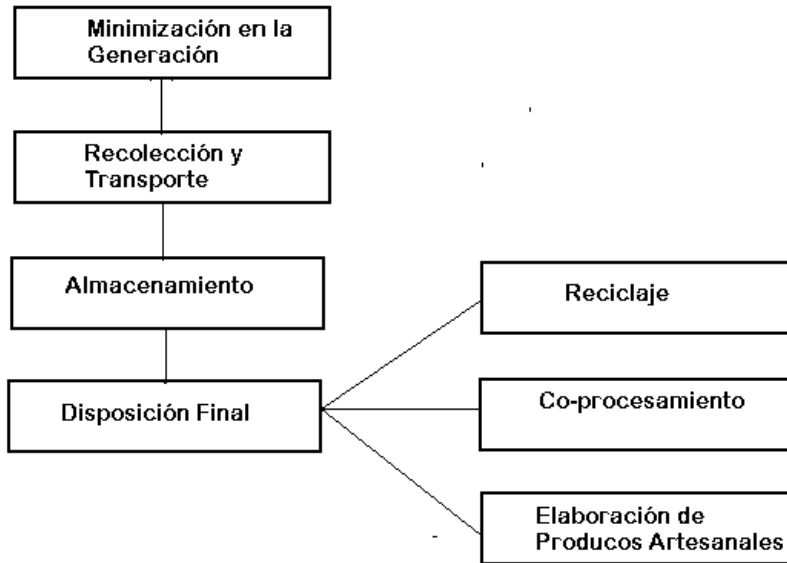 Minimización en la
Generación
Recolección y
Transporte
Almacenamiento
Disposición Final
Reciclaje
Co-procesamiento
Elaboración de
Producos Artesanales